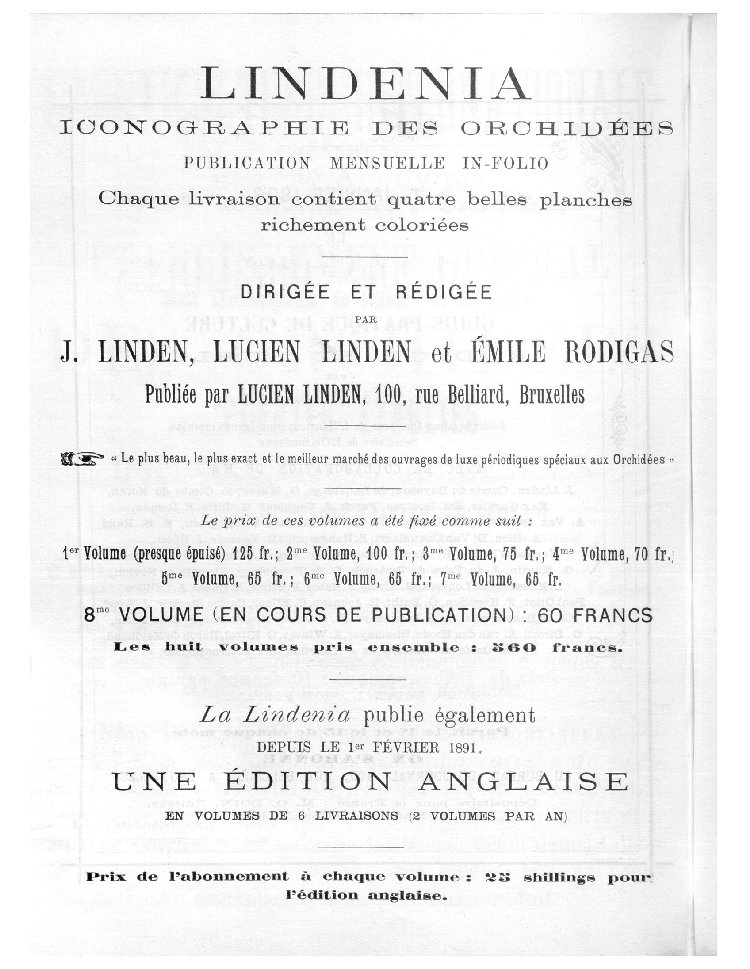 LINDENIA
ICONOGRAPHIE DES ORCHIDÉES
PUBLICATION MENSUELLE IN-FOLIO
Chaque livraison contient quatre belles planches
richement coloriées
DIRIGÉE ET RÉDIGÉE
PAR
J. LINDEN, LUCIEN LINDEN et ÉMILE RODIGAS
Publiée par LUCIEN LINDEN, 100, rue Belliard, Bruxelles
« Le plus beau, le plus exact et le meilleur marché des ouvrages de luxe périodiques spéciaux aux Orchidées »
Le prix de ces volumes a été fixé comme suit :
1er Volume (presque épuisé) 125 fr.; 2me Volume, 100 fr.; 3me Volume, 75 fr.; 4me Volume, 70 fr.;
5me Volume, 65 fr.; 6me Volume, 65 fr.; 7me Volume, 65 fr.
8me VOLUME (EN COURS DE PUBLICATION) : 60 FRANCS
Les huit volumes pris ensemble : 560 francs.
La Lindenia publie également
DEPUIS LE 1er FÉVRIER 1891,
UNE ÉDITION ANGLAISE
EN VOLUMES DE 6 LIVRAISONS (2 VOLUMES PAR AN)
Prix de l'abonnement à chaque volume : 25 shillings pour
l'édition anglaise.